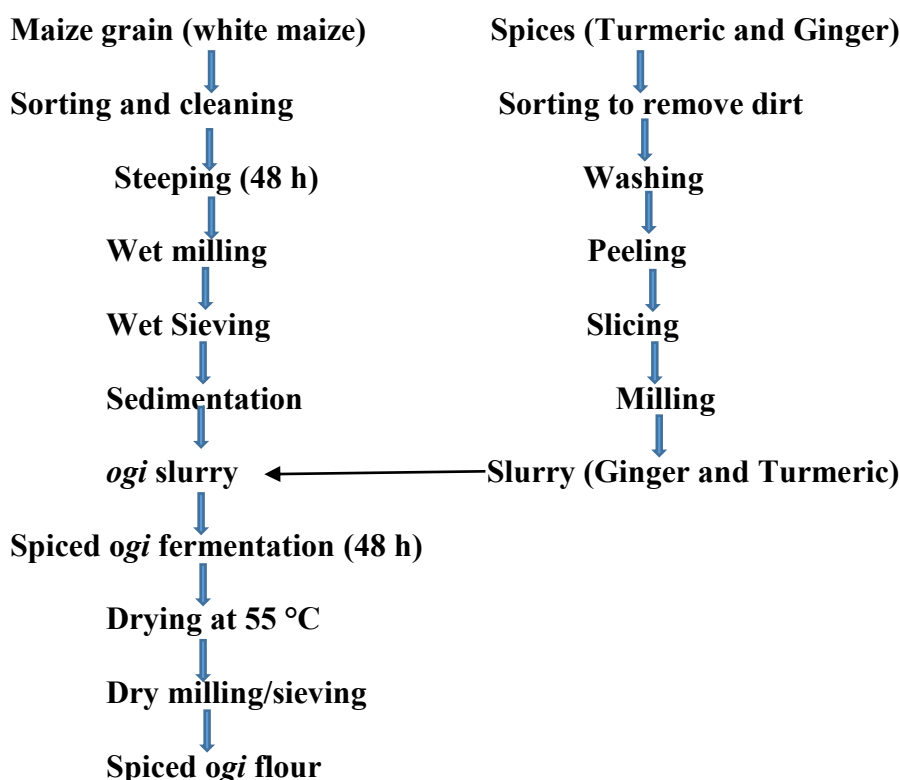 Maize grain (white maize)
Sorting and cleaning
Steeping (48 h)
Wet milling
Wet Sieving
Sedimentation
ogi slurry
Spiced ogi fermentation (48 h)
Drying at 55 °C
Dry milling/sieving
Spiced ogi flour
Spices (Turmeric and Ginger)
Sorting to remove dirt
Washing
Peeling
Slicing
Milling
Slurry (Ginger and Turmeric)